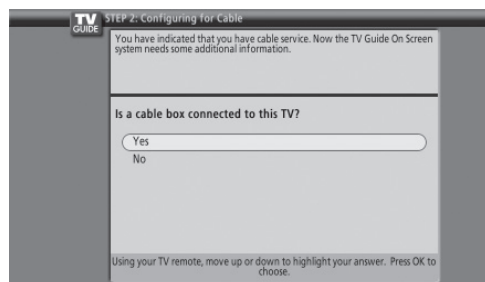 TV
GUIDE
STEP 2: Configuring for Cable
You have indicated that you have cable service. Now the TV Guide On Screen
system needs some additional information.
Is a cable box connected to this TV?
Yes
No
Using your TV remote, move up or down to highlight your answer. Press OK to
choose.